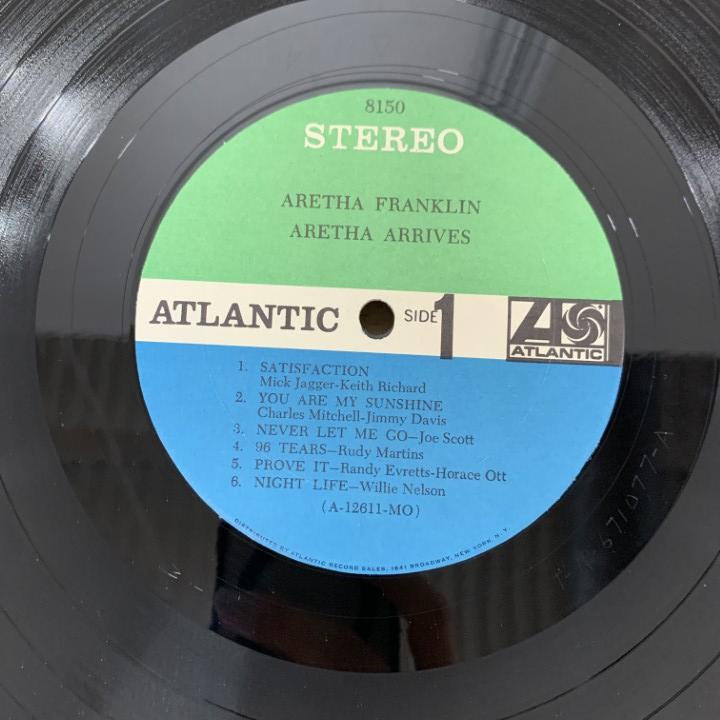 8150
STEREO
ARETHA FRANKLIN
ARETHA ARRIVES
ATLANTIC
SIDE 1
ATLANTIC
1. SATISFACTION
Mick Jagger-Keith Richard
2. YOU ARE MY SUNSHINE
Charles Mitchell-Jimmy Davis
3. NEVER LET ME GO—Joe Scott
4. 96 TEARS—Rudy Martins
5. PROVE IT—Randy Evretts-Horace Ott
6. NIGHT LIFE—Willie Nelson
(A-12611-MO)
DISTRIBUTED BY ATLANTIC RECORD SALES, 1841 BROADWAY, NEW YORK, N. Y.
671077-A